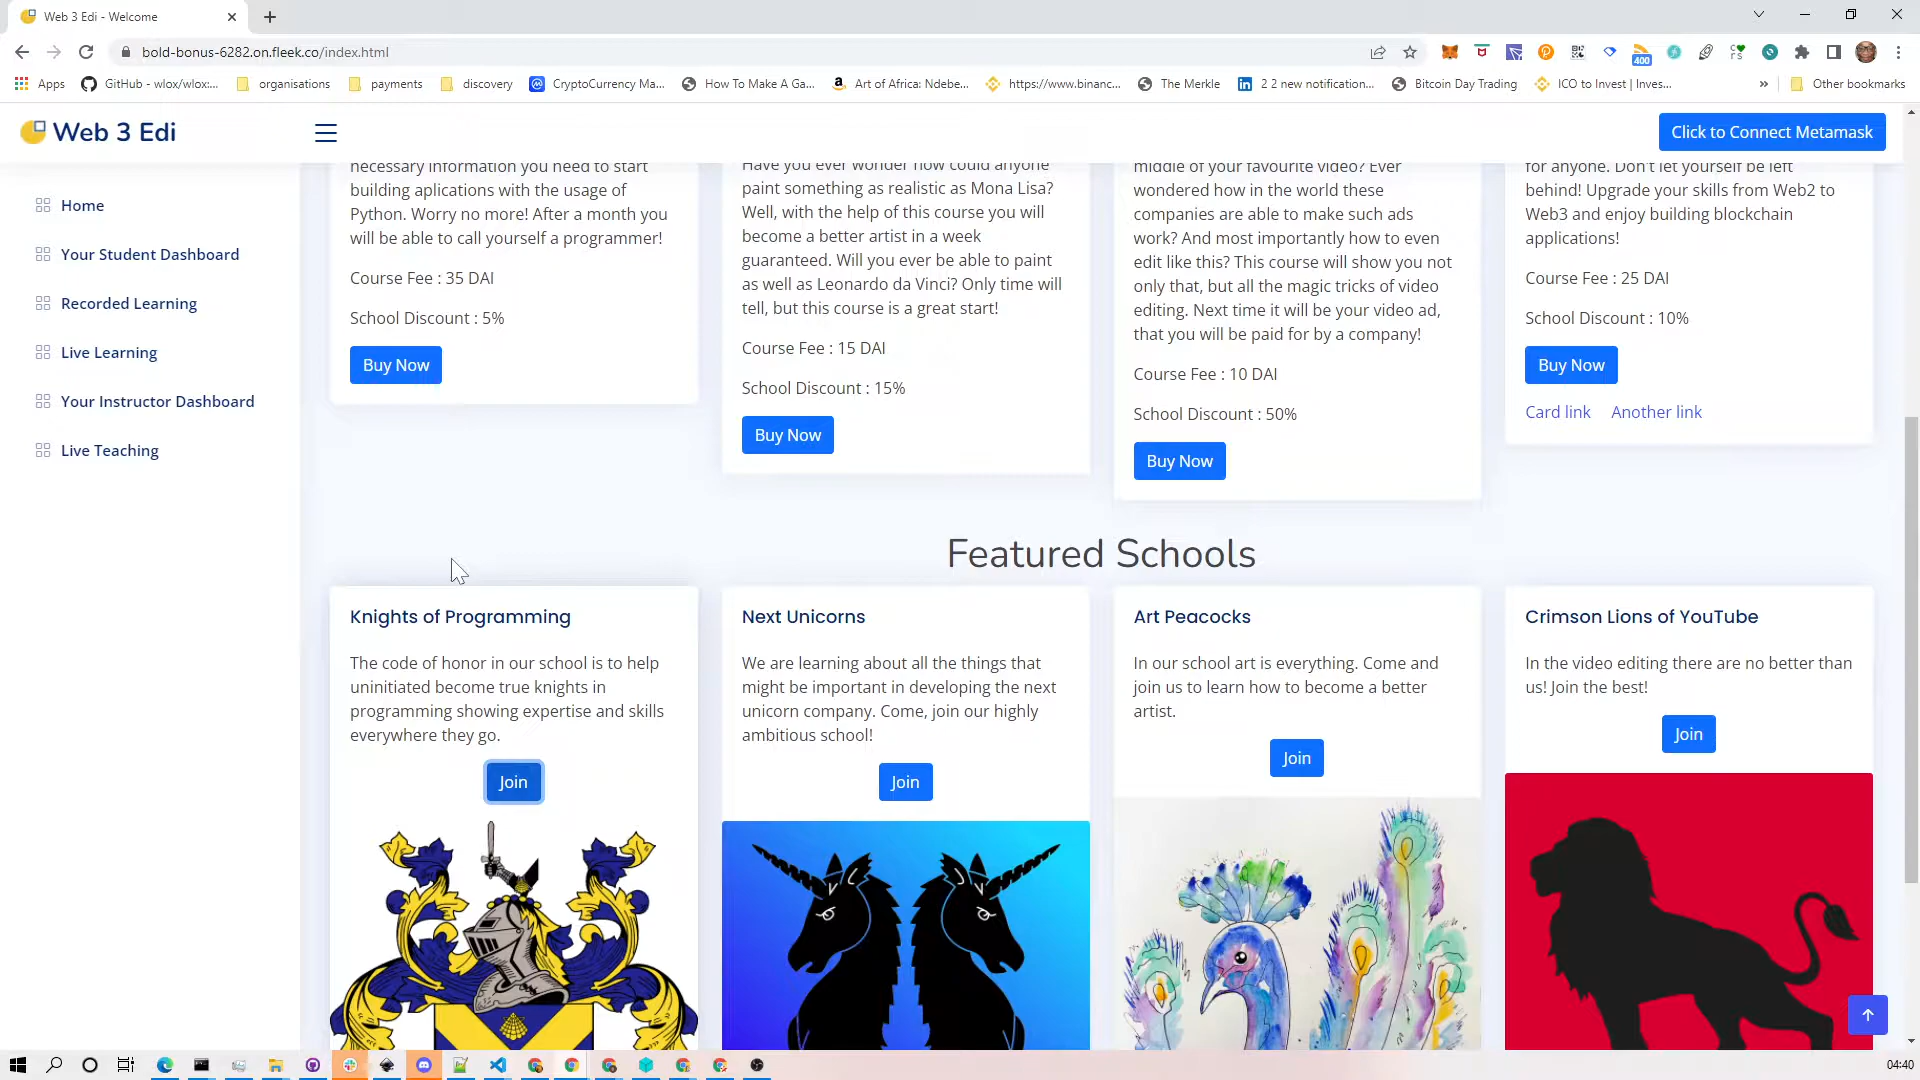 Web 3 Edi - Welcome
bold-bonus-6282.on.fleek.co/index.html
400
Apps
GitHub - wlox/wlox:...
organisations
payments
discovery
CryptoCurrency Ma...
How To Make A Ga...
Art of Africa: Ndebe...
https://www.binanc...
The Merkle
2 2 new notification...
Bitcoin Day Trading
ICO to Invest | Inves...
Other bookmarks
Web 3 Edi
Click to Connect Metamask
Home
Your Student Dashboard
Recorded Learning
Live Learning
Your Instructor Dashboard
Live Teaching
necessary information you need to start
building aplications with the usage of
Python. Worry no more! After a month you
will be able to call yourself a programmer!
Course Fee : 35 DAI
School Discount : 5%
Buy Now
Have you ever wonder how could anyone
paint something as realistic as Mona Lisa?
Well, with the help of this course you will
become a better artist in a week
guaranteed. Will you ever be able to paint
as well as Leonardo da Vinci? Only time will
tell, but this course is a great start!
Course Fee : 15 DAI
School Discount : 15%
Buy Now
middle of your favourite video? Ever
wondered how in the world these
companies are able to make such ads
work? And most importantly how to even
edit like this? This course will show you not
only that, but all the magic tricks of video
editing. Next time it will be your video ad,
that you will be paid for by a company!
Course Fee : 10 DAI
School Discount : 50%
Buy Now
for anyone. Don't let yourself be left
behind! Upgrade your skills from Web2 to
Web3 and enjoy building blockchain
applications!
Course Fee : 25 DAI
School Discount : 10%
Buy Now
Card link Another link
Featured Schools
Knights of Programming
The code of honor in our school is to help
uninitiated become true knights in
programming showing expertise and skills
everywhere they go.
Join
Next Unicorns
We are learning about all the things that
might be important in developing the next
unicorn company. Come, join our highly
ambitious school!
Join
Art Peacocks
In our school art is everything. Come and
join us to learn how to become a better
artist.
Join
Crimson Lions of YouTube
In the video editing there are no better than
us! Join the best!
Join
04:40